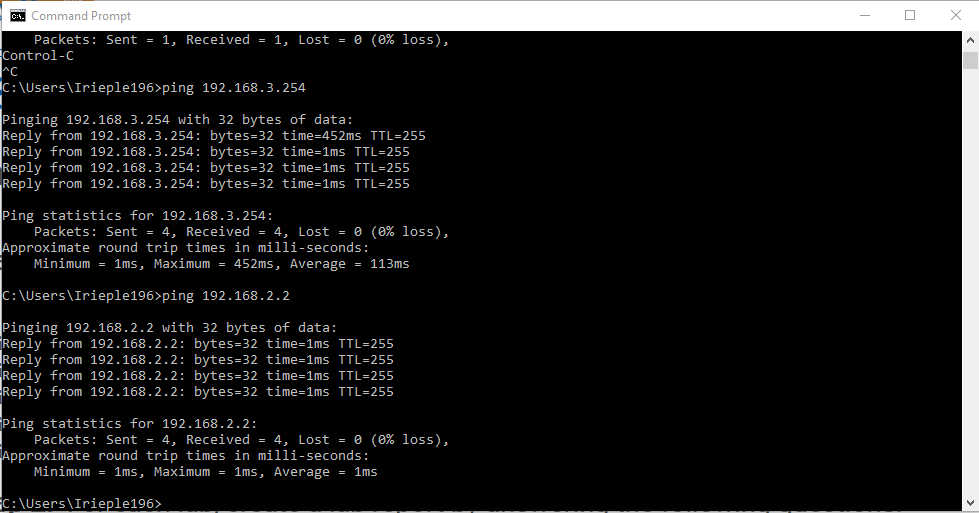 Command Prompt
    Packets: Sent = 1, Received = 1, Lost = 0 (0% loss),
Control-C
^C
C:\Users\Irieple196>ping 192.168.3.254
Pinging 192.168.3.254 with 32 bytes of data:
Reply from 192.168.3.254: bytes=32 time=452ms TTL=255
Reply from 192.168.3.254: bytes=32 time=1ms TTL=255
Reply from 192.168.3.254: bytes=32 time=1ms TTL=255
Reply from 192.168.3.254: bytes=32 time=1ms TTL=255
Ping statistics for 192.168.3.254:
    Packets: Sent = 4, Received = 4, Lost = 0 (0% loss),
Approximate round trip times in milli-seconds:
    Minimum = 1ms, Maximum = 452ms, Average = 113ms
C:\Users\Irieple196>ping 192.168.2.2
Pinging 192.168.2.2 with 32 bytes of data:
Reply from 192.168.2.2: bytes=32 time=1ms TTL=255
Reply from 192.168.2.2: bytes=32 time=1ms TTL=255
Reply from 192.168.2.2: bytes=32 time=1ms TTL=255
Reply from 192.168.2.2: bytes=32 time=1ms TTL=255
Ping statistics for 192.168.2.2:
    Packets: Sent = 4, Received = 4, Lost = 0 (0% loss),
Approximate round trip times in milli-seconds:
    Minimum = 1ms, Maximum = 1ms, Average = 1ms
C:\Users\Irieple196>